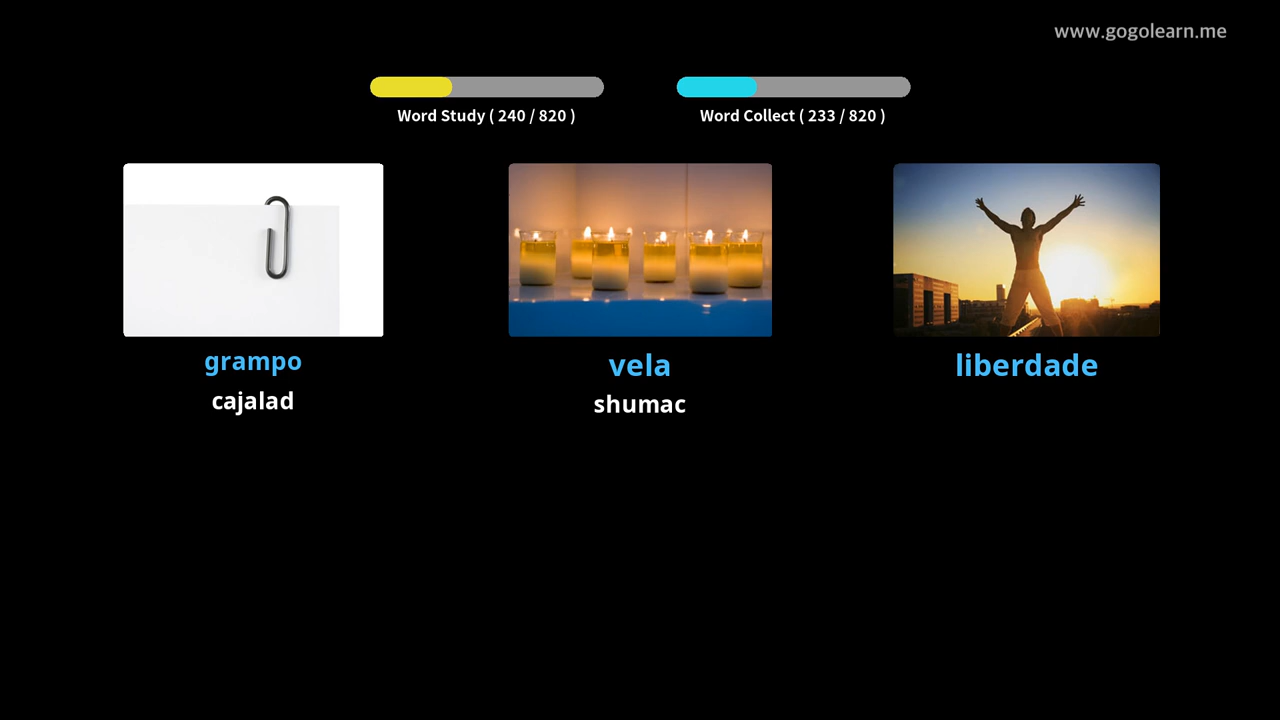 www.gogolearn.me
Word Study ( 240 / 820 )
Word Collect ( 233 / 820 )
grampo
cajalad
vela
shumac
liberdade